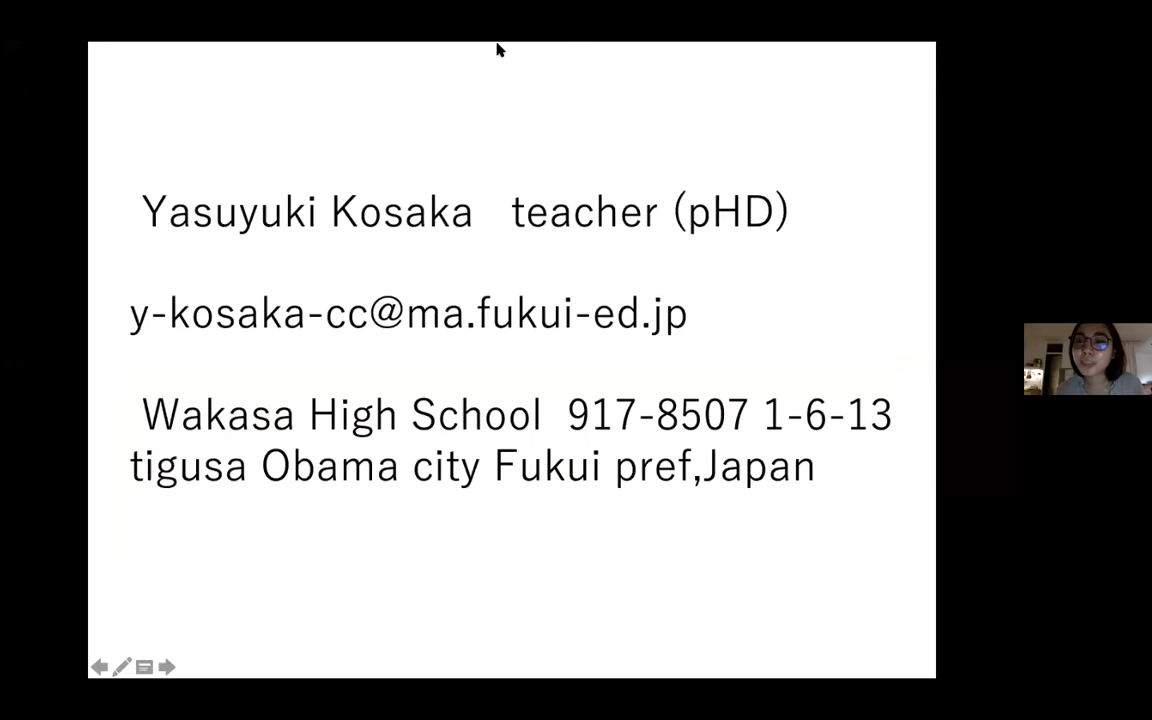 Yasuyuki Kosaka teacher (pHD)
y-kosaka-cc@ma.fukui-ed.jp
Wakasa High School 917-8507 1-6-13
tigusa Obama city Fukui pref,Japan